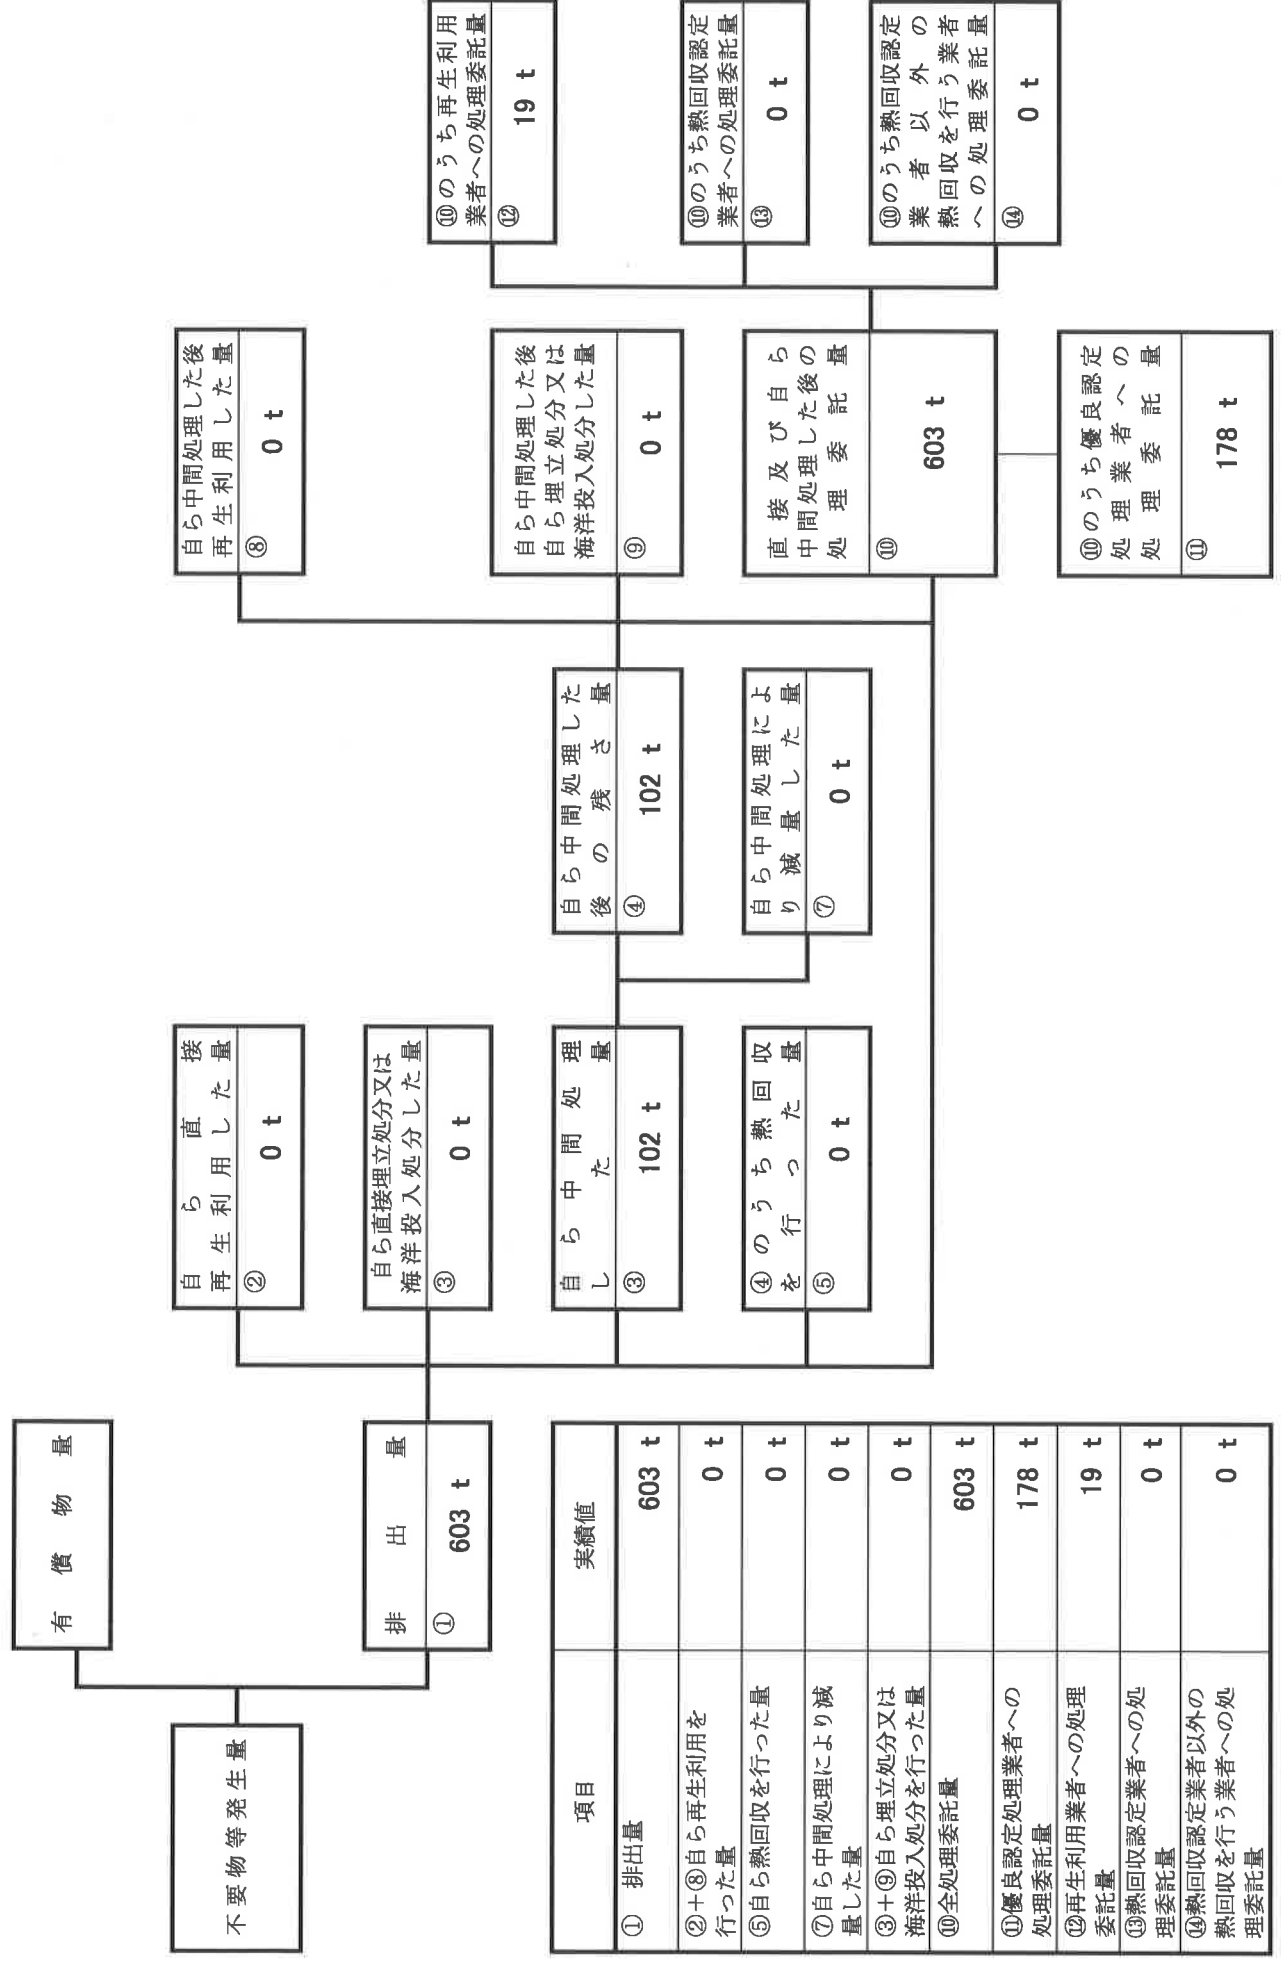 不要物等発生量
有償物量
排出量
①
603 t
自ら直接
再生利用した量
②
0 t
自ら直接埋立処分又は
海洋投入処分した量
③
0 t
自ら中間処理
した量
③
102 t
④のうち熱回収
を行った量
⑤
0 t
自ら中間処理した
後の残さ量
④
102 t
自ら中間処理によ
り減量した量
⑦
0 t
自ら中間処理した後
再生利用した量
⑧
0 t
自ら中間処理した後
自ら埋立処分又は
海洋投入処分した量
⑨
0 t
直接及び自ら
中間処理した後の
処理委託量
⑩
603 t
⑩のうち優良認定
処理業者への
処理委託量
⑪
178 t
⑩のうち再生利用
業者への処理委託量
⑫
19 t
⑩のうち熱回収認定
業者への処理委託量
⑬
0 t
⑩のうち熱回収認定
業者以外の
熱回収を行う業者
への処理委託量
⑭
0 t
項目 実績値
① 排出量 603 t
②＋⑧自ら再生利用を
行った量 0 t
⑤自ら熱回収を行った量 0 t
⑦自ら中間処理により減
量した量 0 t
③＋⑨自ら埋立処分又は
海洋投入処分を行った量 0 t
⑩全処理委託量 603 t
⑪優良認定処理業者への
処理委託量 178 t
⑫再生利用業者への処理
委託量 19 t
⑬熱回収認定業者への処
理委託量 0 t
⑭熱回収認定業者以外の
熱回収を行う業者への処
理委託量 0 t